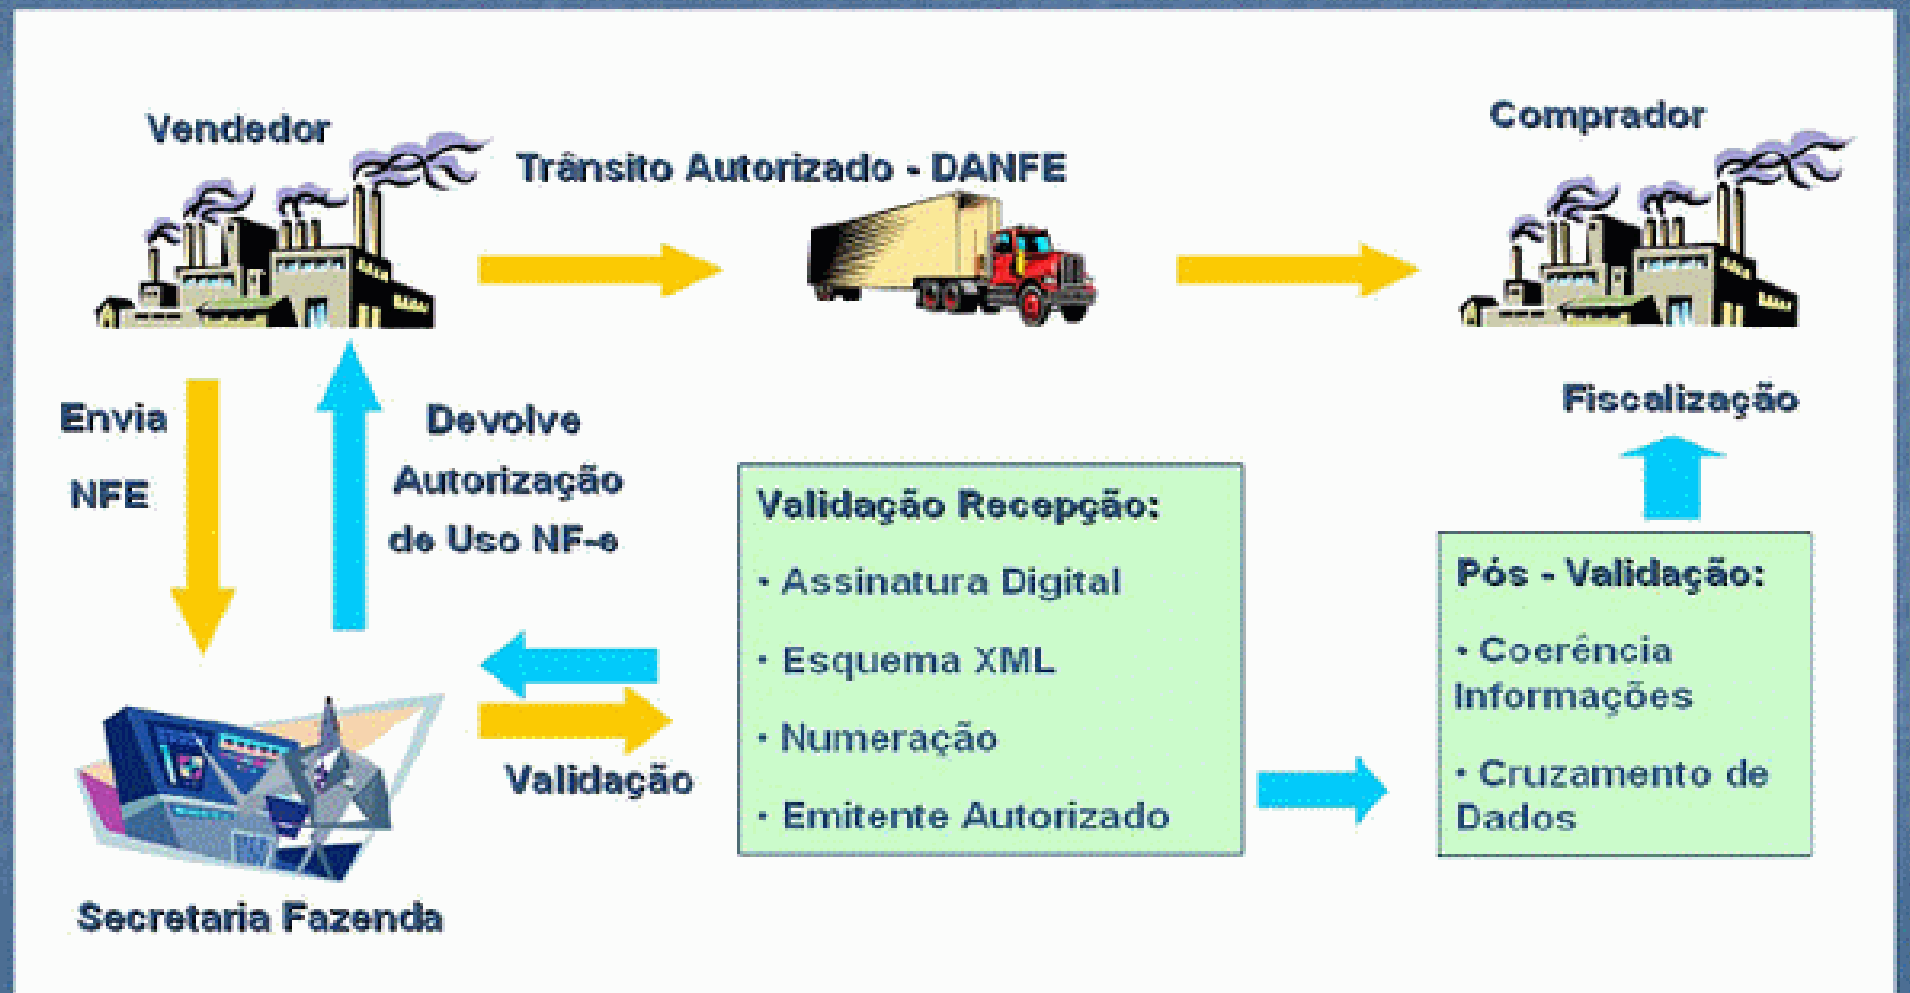 Vendedor
Trânsito Autorizado - DANFE
Comprador
Envia
NFE
Devolve
Autorização
de Uso NF-e
Fiscalização
Validação Recepção:
• Assinatura Digital
• Esquema XML
• Numeração
• Emitente Autorizado
Pós - Validação:
• Coerência
Informações
• Cruzamento de
Dados
Validação
Secretaria Fazenda